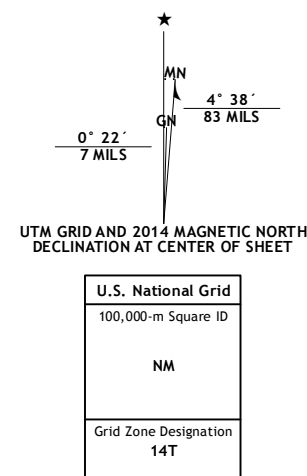 ★
MN
4° 38´
83 MILS
GN
0° 22´
7 MILS
UTM GRID AND 2014 MAGNETIC NORTH
DECLINATION AT CENTER OF SHEET
U.S. National Grid
100,000-m Square ID
NM
Grid Zone Designation
14T